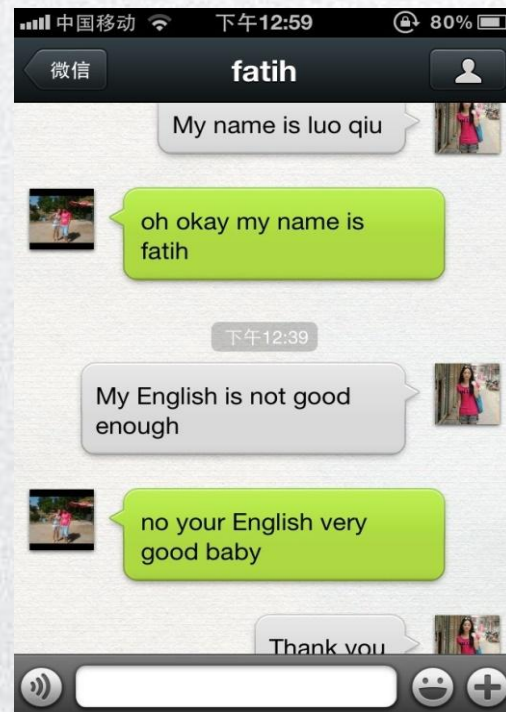 中国移动 下午12:59 80%
微信 fatih
My name is luo qiu
oh okay my name is
fatih
下午12:39
My English is not good
enough
no your English very
good baby
Thank you